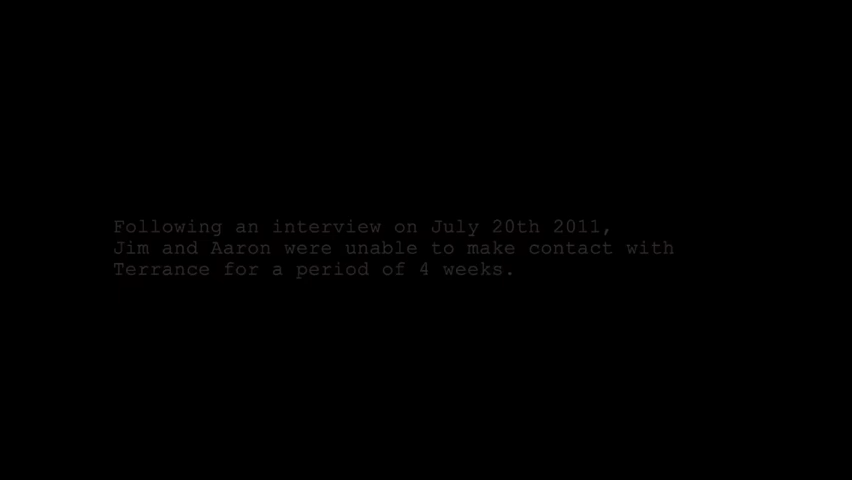 Following an interview on July 20th 2011,
Jim and Aaron were unable to make contact with
Terrance for a period of 4 weeks.